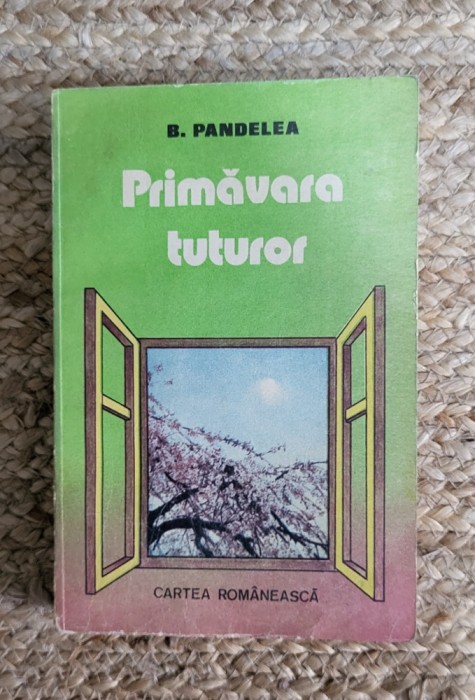 B. PANDELEA
Primăvara
tuturor
CARTEA ROMÂNEASCĂ